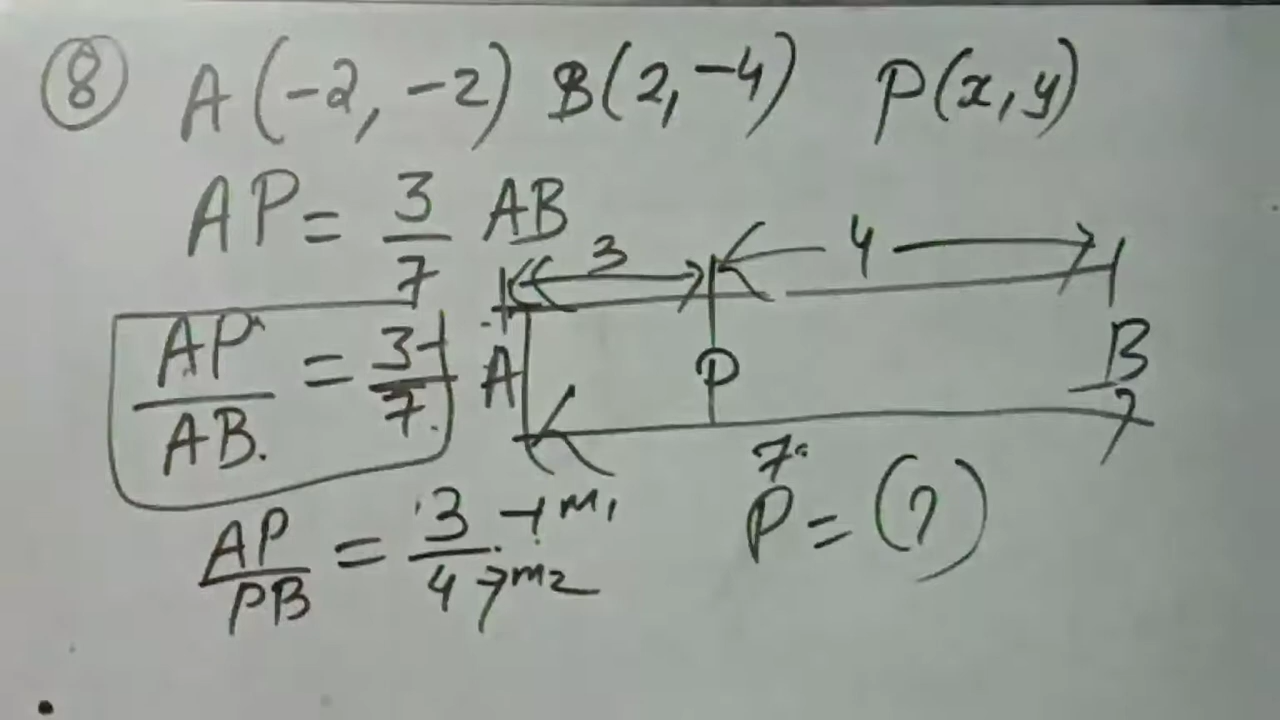 ⑧ A(-2, -2) B(2, -4) P(x, y)
AP = 3/7 AB
3 4
AP/AB. = 3/7. A P B
7
AP/PB = 3/4 → m1 → m2 P = (?)